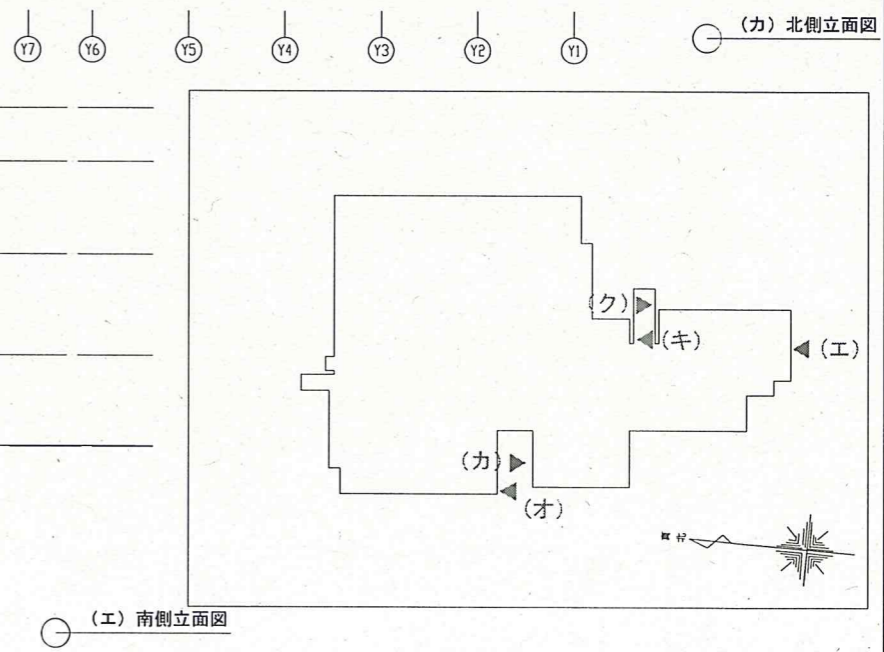 Y7 Y6 Y5 Y4 Y3 Y2 Y1
(カ) 北側立面図
(ク)
(キ)
(エ)
(カ)
(オ)
(エ) 南側立面図